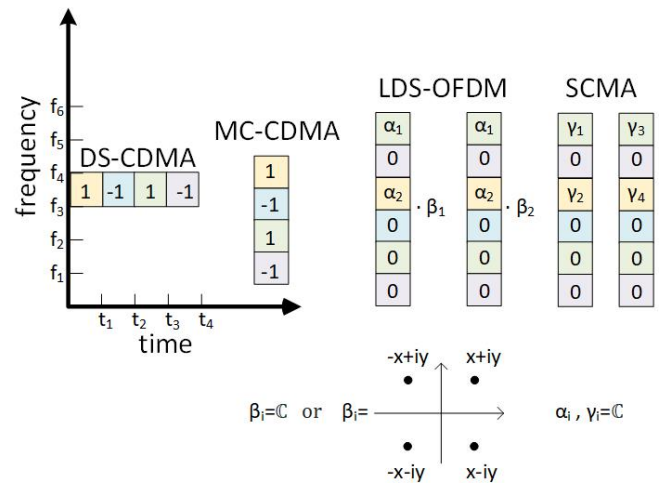 LDS-OFDM SCMA
MC-CDMA
DS-CDMA
frequency
f₆
f₅
f₄
f₃
f₂
f₁
1 -1 1 -1
1
-1
1
-1
α₁
0
α₂
0
0
0
· β₁
α₁
0
α₂
0
0
0
· β₂
γ₁
0
γ₂
0
0
0
γ₃
0
γ₄
0
0
0
t₁ t₂ t₃ t₄
time
-x+iy x+iy
βᵢ=ℂ or βᵢ=
αᵢ , γᵢ=ℂ
-x-iy x-iy